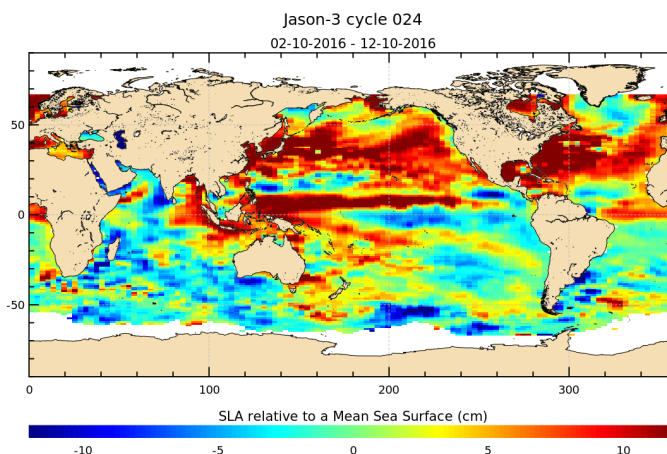 Jason-3 cycle 024
02-10-2016 - 12-10-2016
50
0
-50
0 100 200 300
SLA relative to a Mean Sea Surface (cm)
-10 -5 0 5 10